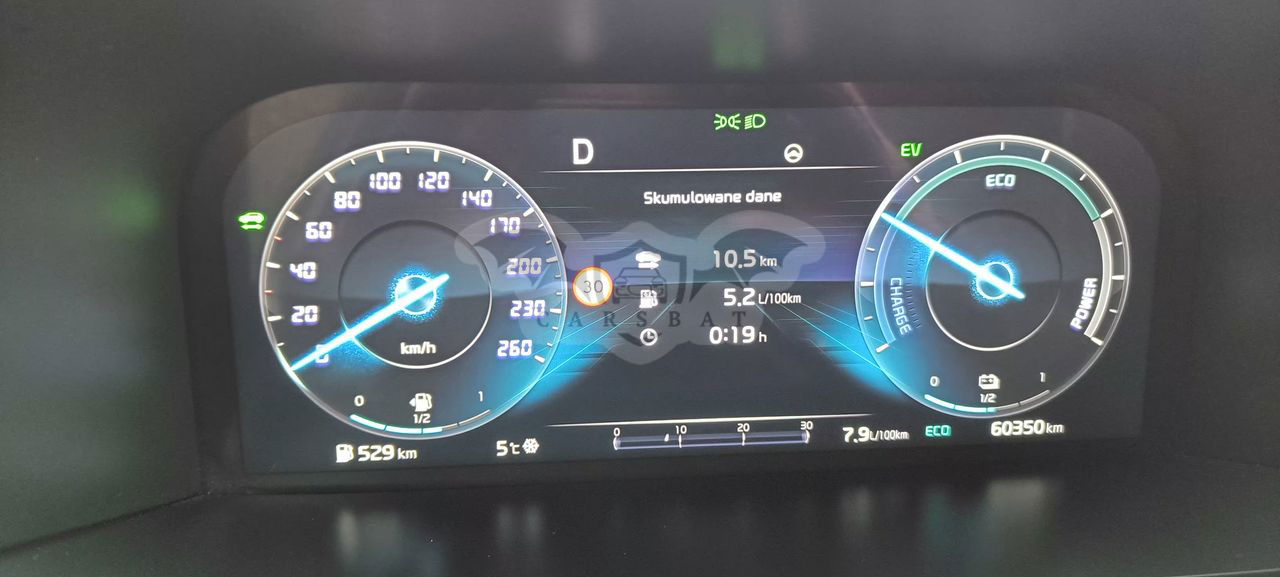 D
EV
Skumulowane dane
0
20
40
60
80
100
120
140
170
200
230
260
km/h
0 1/2 1
529 km
30
10.5 km
5.2 L/100km
0:19 h
CARSBAT
ECO
CHARGE
POWER
0 1/2 1
5°C
0 10 20 30
7.9 L/100km
ECO
60350 km